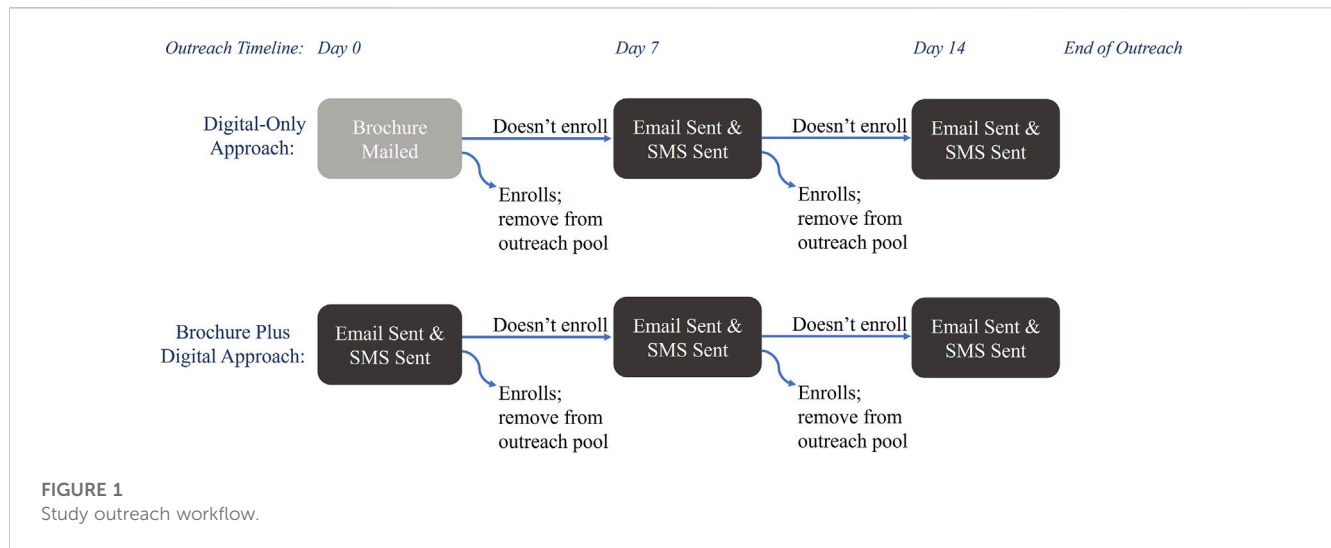 Outreach Timeline: Day 0 Day 7 Day 14 End of Outreach
Digital-Only
Approach:
Brochure
Mailed
Doesn't enroll
Enrolls;
remove from
outreach pool
Email Sent &
SMS Sent
Doesn't enroll
Enrolls;
remove from
outreach pool
Email Sent &
SMS Sent
Brochure Plus
Digital Approach:
Email Sent &
SMS Sent
Doesn't enroll
Enrolls;
remove from
outreach pool
Email Sent &
SMS Sent
Doesn't enroll
Enrolls;
remove from
outreach pool
Email Sent &
SMS Sent
FIGURE 1
Study outreach workflow.